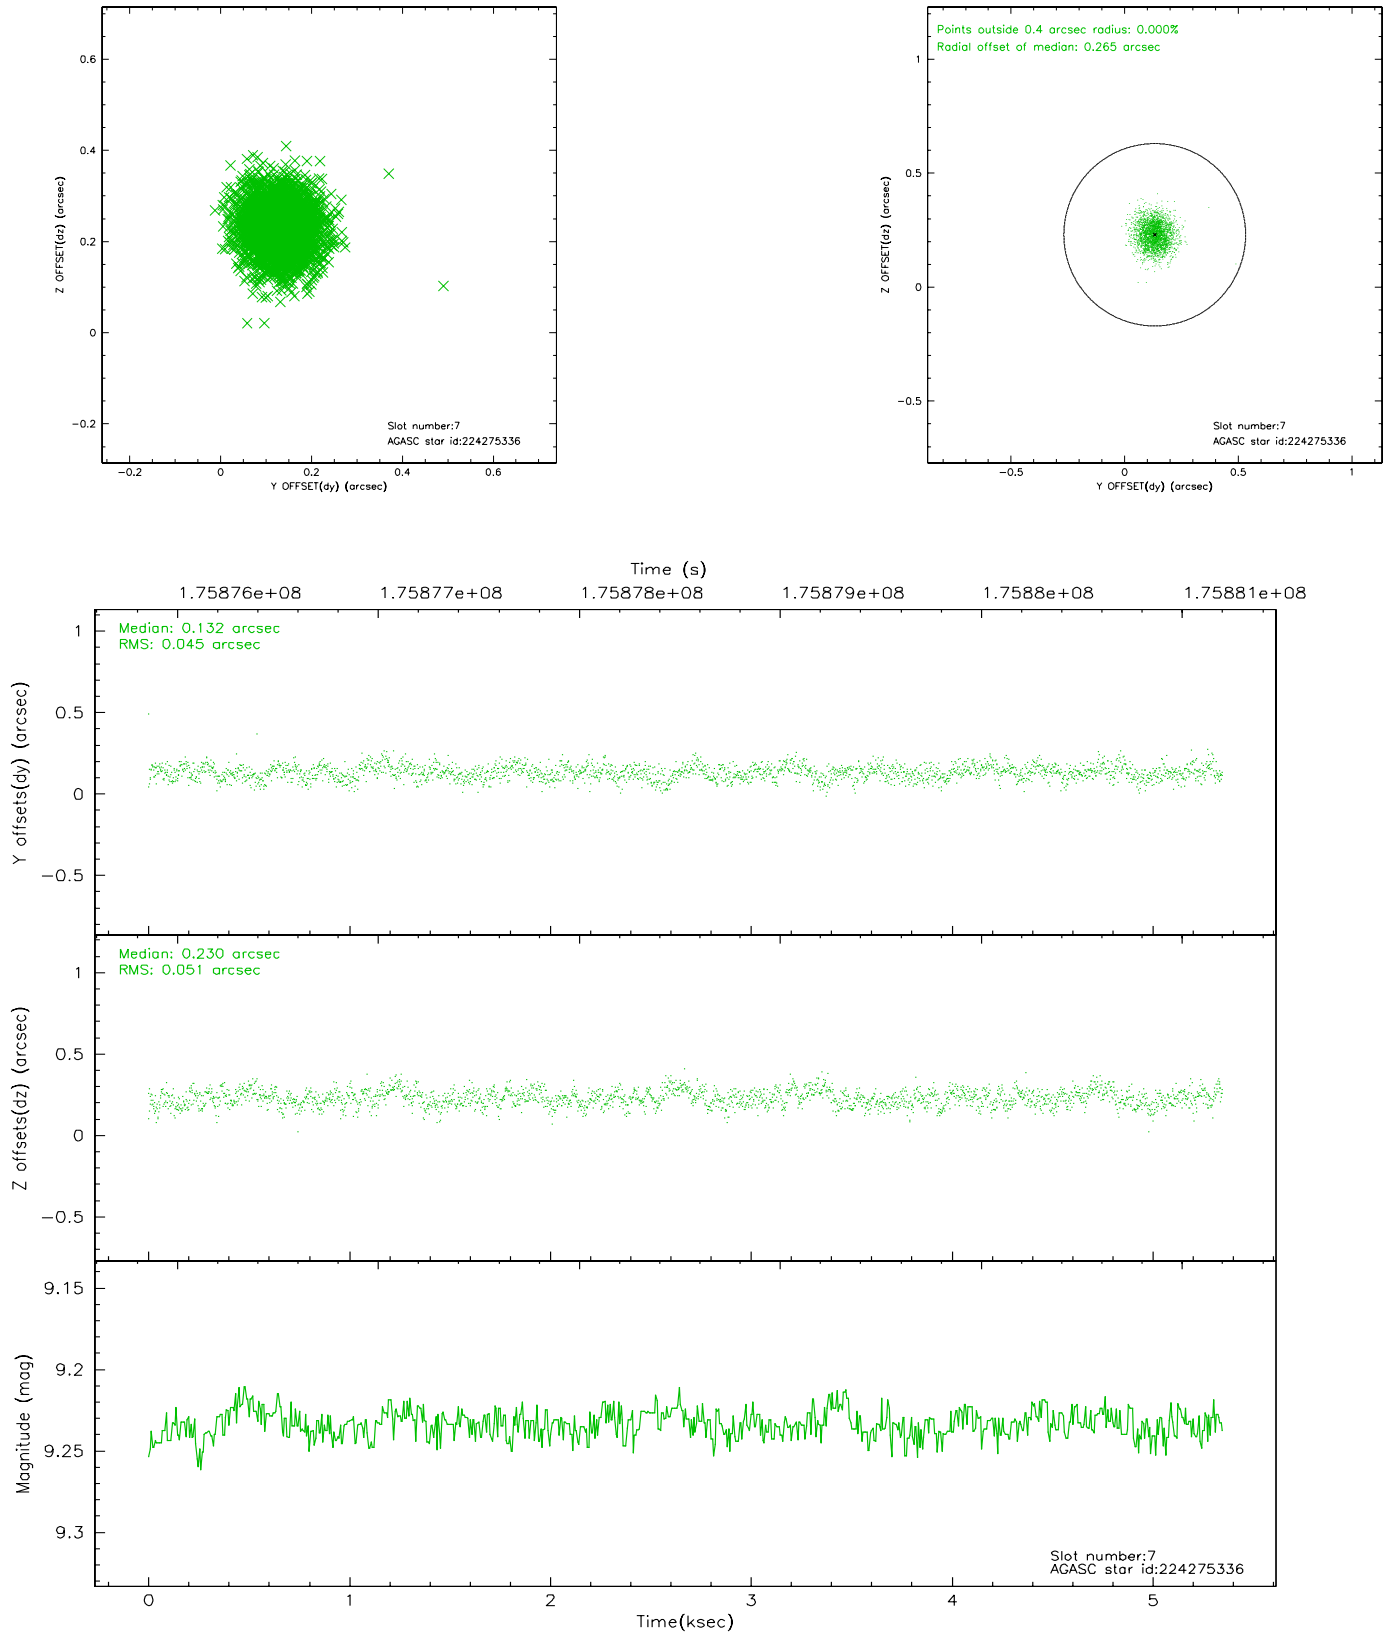 0.6
0.4
0.2
0
−0.2
Z OFFSET(dz) (arcsec)
Slot number:7
AGASC star id:224275336
−0.2 0 0.2 0.4 0.6
Y OFFSET(dy) (arcsec)
Points outside 0.4 arcsec radius: 0.000%
Radial offset of median: 0.265 arcsec
1
0.5
0
−0.5
Z OFFSET(dz) (arcsec)
Slot number:7
AGASC star id:224275336
−0.5 0 0.5 1
Y OFFSET(dy) (arcsec)
Time (s)
1.75876e+08 1.75877e+08 1.75878e+08 1.75879e+08 1.7588e+08 1.75881e+08
Median: 0.132 arcsec
RMS: 0.045 arcsec
1
0.5
0
−0.5
Y offsets(dy) (arcsec)
Median: 0.230 arcsec
RMS: 0.051 arcsec
1
0.5
0
−0.5
Z offsets(dz) (arcsec)
9.15
9.2
9.25
9.3
Magnitude (mag)
Slot number:7
AGASC star id:224275336
0 1 2 3 4 5
Time(ksec)